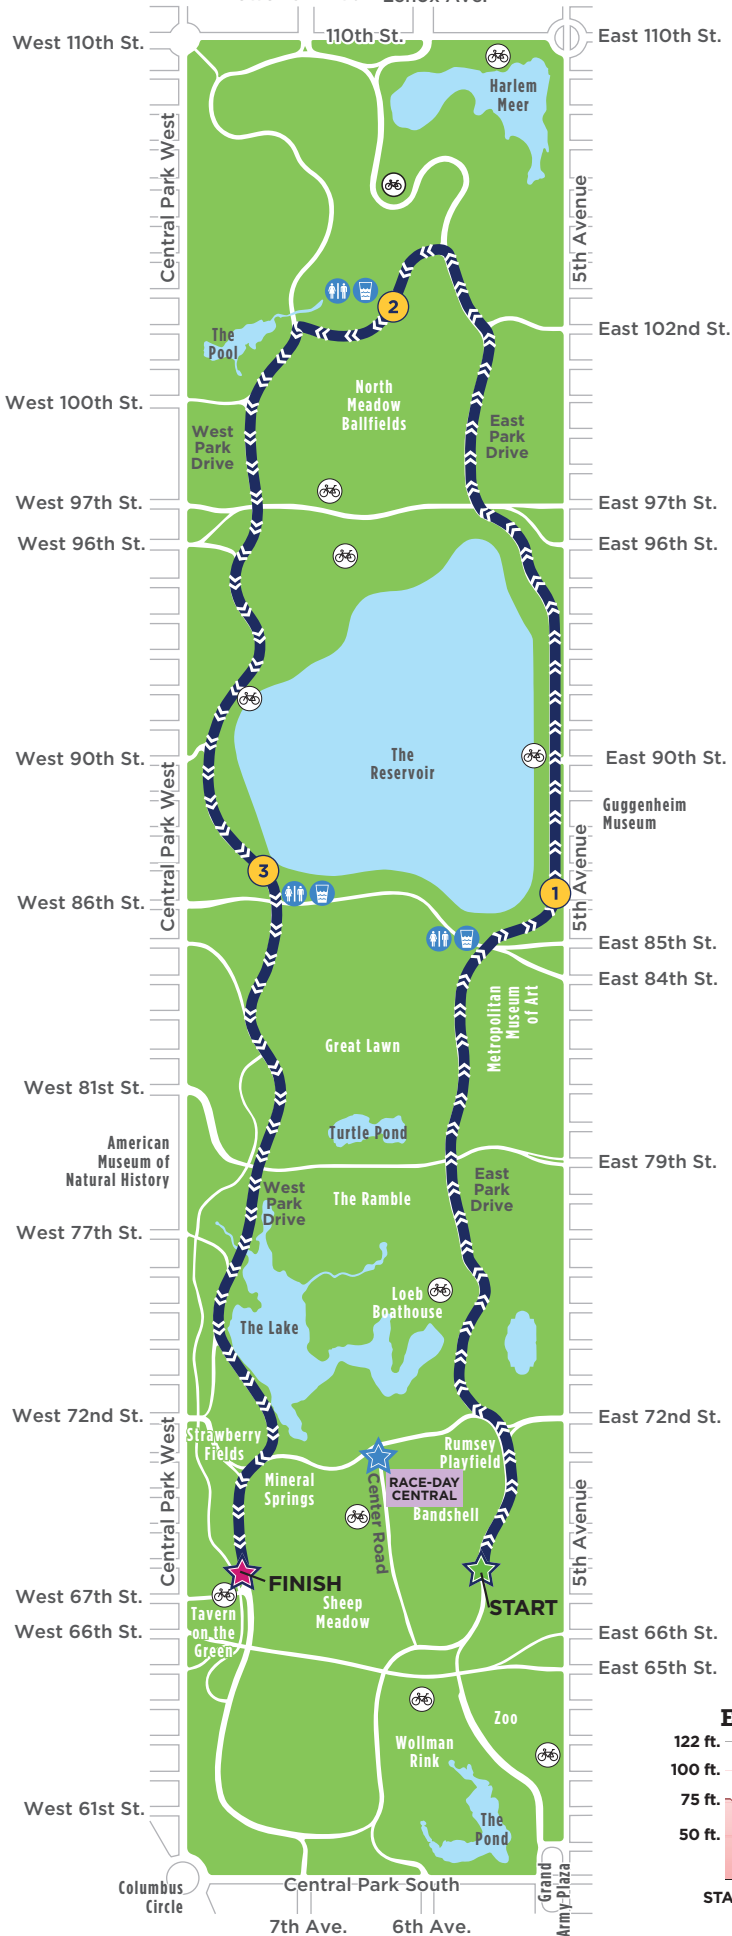 Lenox Ave.
West 110th St.
110th St.
East 110th St.
Harlem
Meer
Central Park West
5th Avenue
2
The
Pool
East 102nd St.
North
Meadow
Ballfields
West 100th St.
West
Park
Drive
East
Park
Drive
West 97th St.
East 97th St.
West 96th St.
East 96th St.
The
Reservoir
West 90th St.
East 90th St.
Guggenheim
Museum
Central Park West
5th Avenue
3
1
West 86th St.
East 85th St.
East 84th St.
Metropolitan
Museum
of Art
Great Lawn
West 81st St.
Turtle Pond
American
Museum of
Natural History
East 79th St.
West
Park
Drive
The Ramble
East
Park
Drive
West 77th St.
Loeb
Boathouse
The Lake
West 72nd St.
East 72nd St.
Strawberry
Fields
Rumsey
Playfield
Mineral
Springs
RACE-DAY
CENTRAL
Center Road
Bandshell
Central Park West
5th Avenue
FINISH
START
West 67th St.
Sheep
Meadow
Tavern
on the
Green
West 66th St.
East 66th St.
East 65th St.
Zoo
E
122 ft.
100 ft.
75 ft.
50 ft.
STA
Wollman
Rink
West 61st St.
The
Pond
Columbus
Circle
Central Park South
Grand
Army Plaza
7th Ave.
6th Ave.